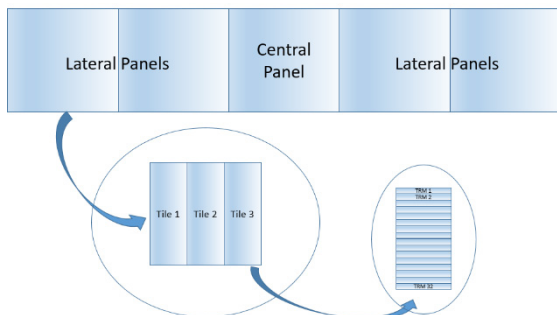 Lateral Panels
Central
Panel
Lateral Panels
Tile 1
Tile 2
Tile 3
TRM 1
TRM 2
TRM 32